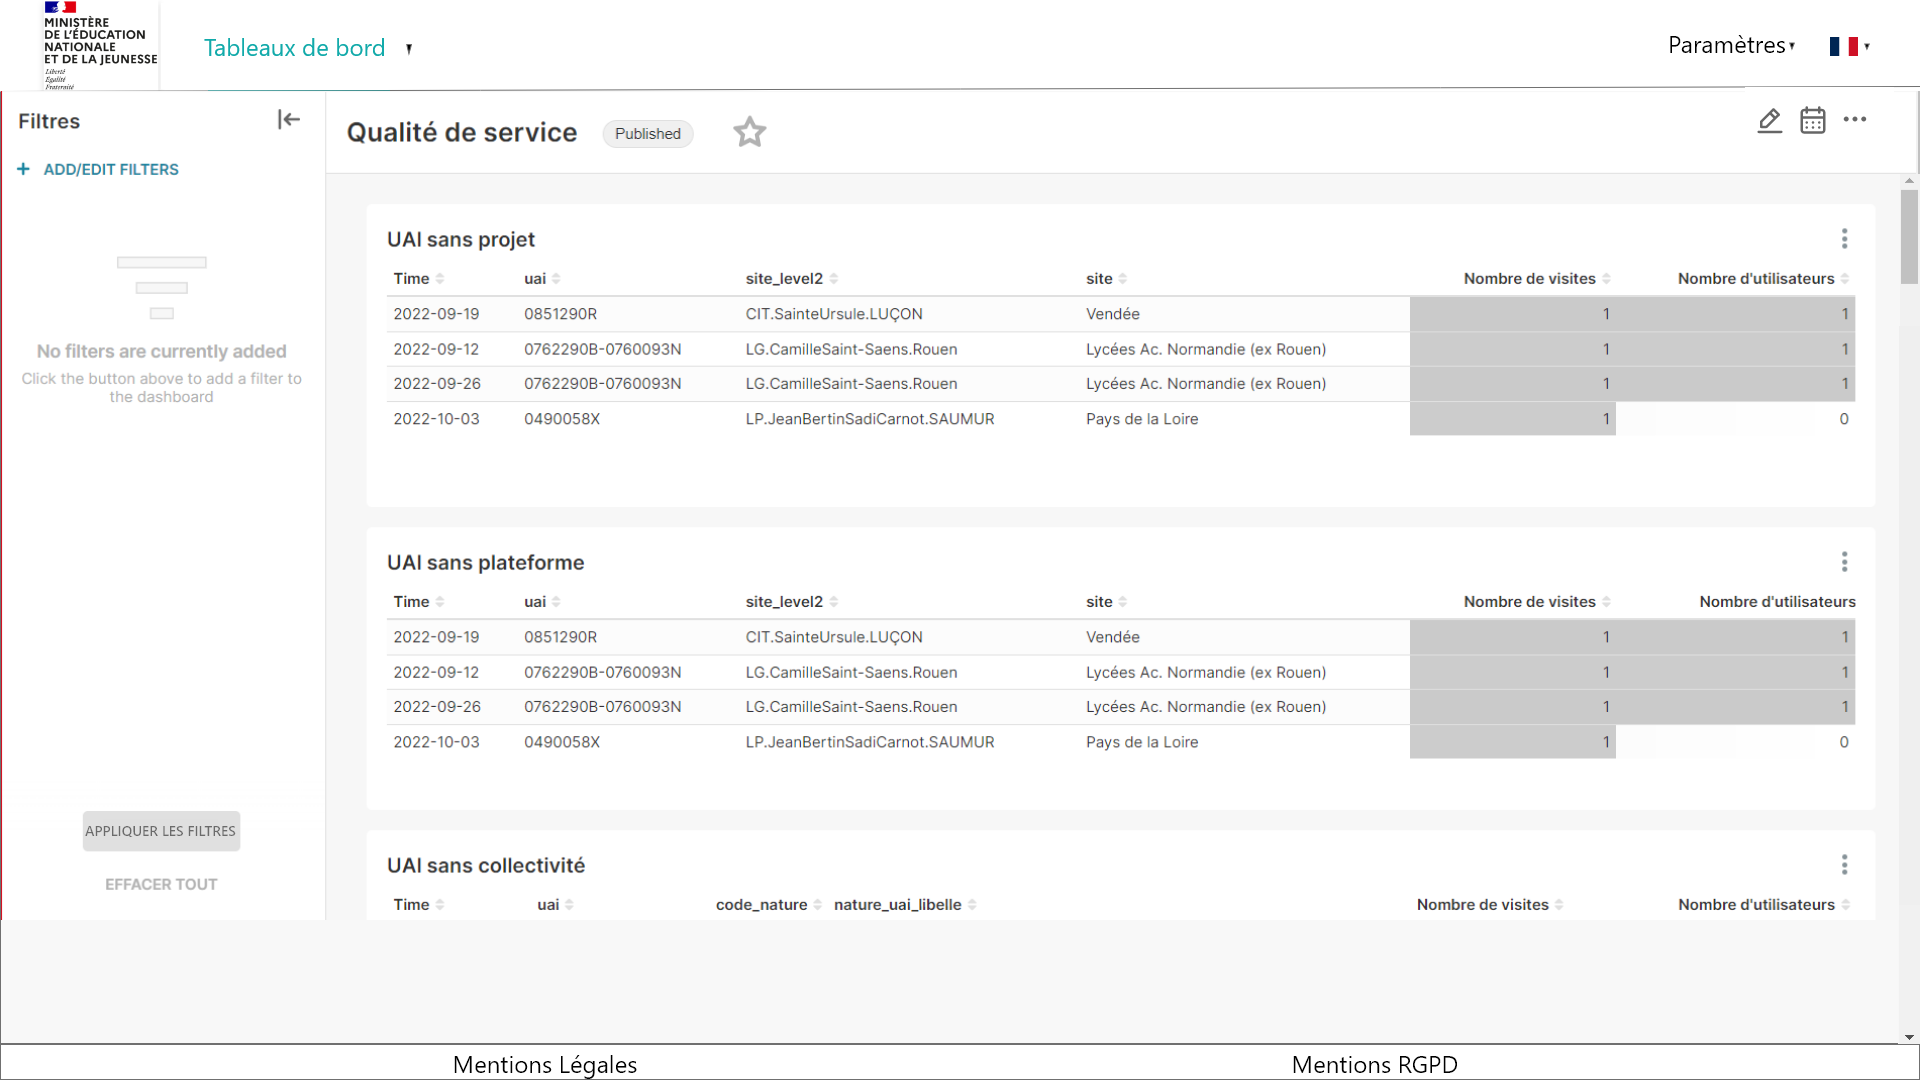 MINISTÈRE
DE L'ÉDUCATION
NATIONALE
ET DE LA JEUNESSE
Liberté
Égalité
Fraternité
Tableaux de bord
Paramètres
Filtres
+ ADD/EDIT FILTERS
No filters are currently added
Click the button above to add a filter to
the dashboard
APPLIQUER LES FILTRES
EFFACER TOUT
Qualité de service Published
UAI sans projet
Time uai site_level2 site Nombre de visites Nombre d'utilisateurs
2022-09-19 0851290R CIT.SainteUrsule.LUÇON Vendée 1 1
2022-09-12 0762290B-0760093N LG.CamilleSaint-Saens.Rouen Lycées Ac. Normandie (ex Rouen) 1 1
2022-09-26 0762290B-0760093N LG.CamilleSaint-Saens.Rouen Lycées Ac. Normandie (ex Rouen) 1 1
2022-10-03 0490058X LP.JeanBertinSadiCarnot.SAUMUR Pays de la Loire 1 0
UAI sans plateforme
Time uai site_level2 site Nombre de visites Nombre d'utilisateurs
2022-09-19 0851290R CIT.SainteUrsule.LUÇON Vendée 1 1
2022-09-12 0762290B-0760093N LG.CamilleSaint-Saens.Rouen Lycées Ac. Normandie (ex Rouen) 1 1
2022-09-26 0762290B-0760093N LG.CamilleSaint-Saens.Rouen Lycées Ac. Normandie (ex Rouen) 1 1
2022-10-03 0490058X LP.JeanBertinSadiCarnot.SAUMUR Pays de la Loire 1 0
UAI sans collectivité
Time uai code_nature nature_uai_libelle Nombre de visites Nombre d'utilisateurs
Mentions Légales
Mentions RGPD